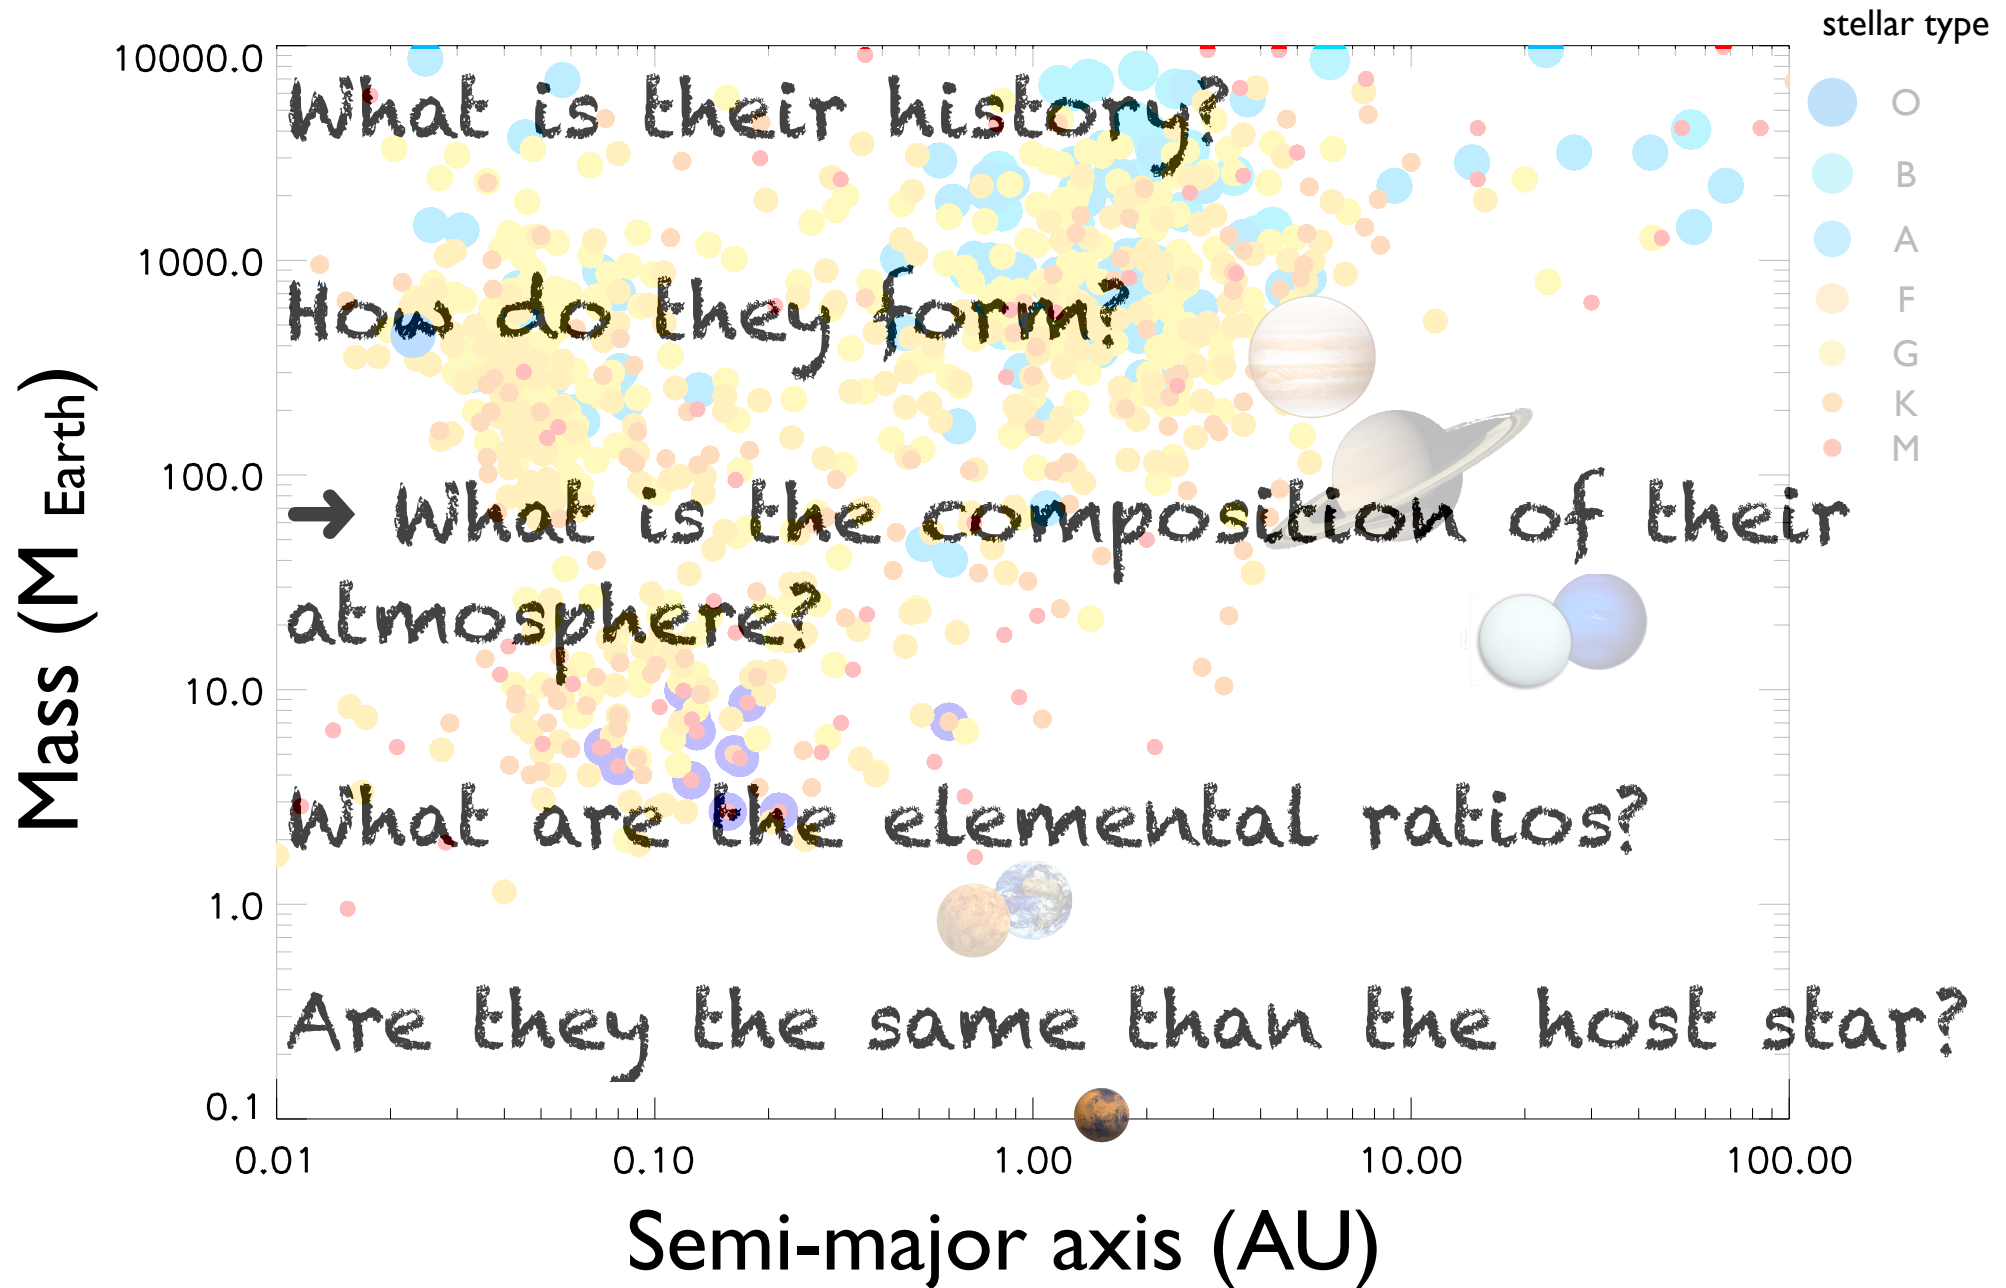 stellar type
O
B
A
F
G
K
M
What is their history?
How do they form?
→ What is the composition of their
atmosphere?
What are the elemental ratios?
Are they the same than the host star?
Mass (M Earth)
10000.0
1000.0
100.0
10.0
1.0
0.1
0.01 0.10 1.00 10.00 100.00
Semi-major axis (AU)